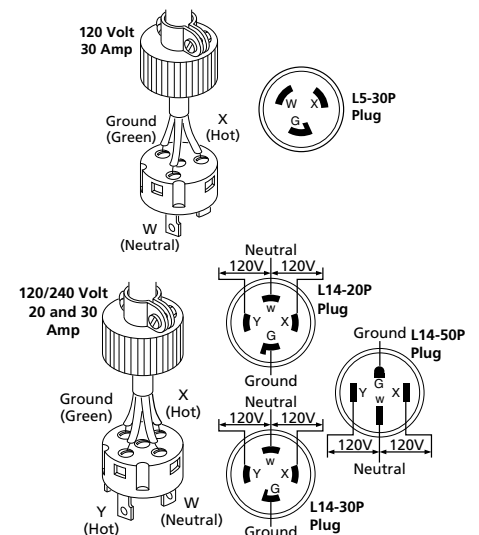 120 Volt
30 Amp
Ground
(Green)
X
(Hot)
W
(Neutral)
W X
G
L5-30P
Plug
120/240 Volt
20 and 30
Amp
Ground
(Green)
X
(Hot)
Y
(Hot)
W
(Neutral)
Neutral
120V 120V
L14-20P
Plug
w
Y X
G
Ground
Neutral
120V 120V
w
Y X
G
L14-30P
Plug
Ground
Ground
L14-50P
Plug
G
Y X
w
120V 120V
Neutral